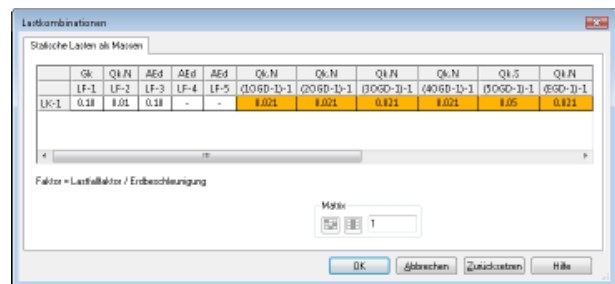 Lastkombinationen
Statische Lasten als Massen
Gk Qk.N AEd AEd AEd Qk.N Qk.N Qk.N Qk.N Qk.S Qk.N
LF-1 LF-2 LF-3 LF-4 LF-5 (1OGD-1)-1 (2OGD-1)-1 (3OGD-1)-1 (4OGD-1)-1 (5OGD-1)-1 (EGD-1)-1
LK-1 0.10 0.01 0.10 - - 0.021 0.021 0.021 0.021 0.05 0.021
Faktor = Lastfallfaktor / Erdbeschleunigung
Matrix
1
OK Abbrechen Zurücksetzen Hilfe